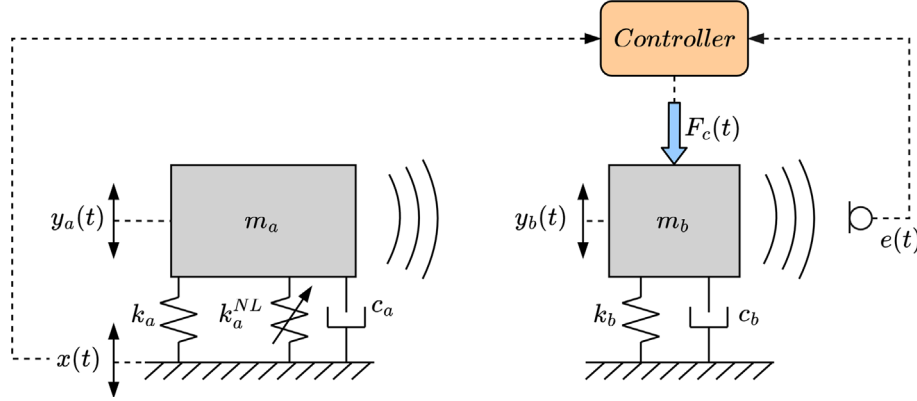 Controller
F_c(t)
y_a(t)
m_a
y_b(t)
m_b
e(t)
k_a
k_a^{NL}
c_a
k_b
c_b
x(t)